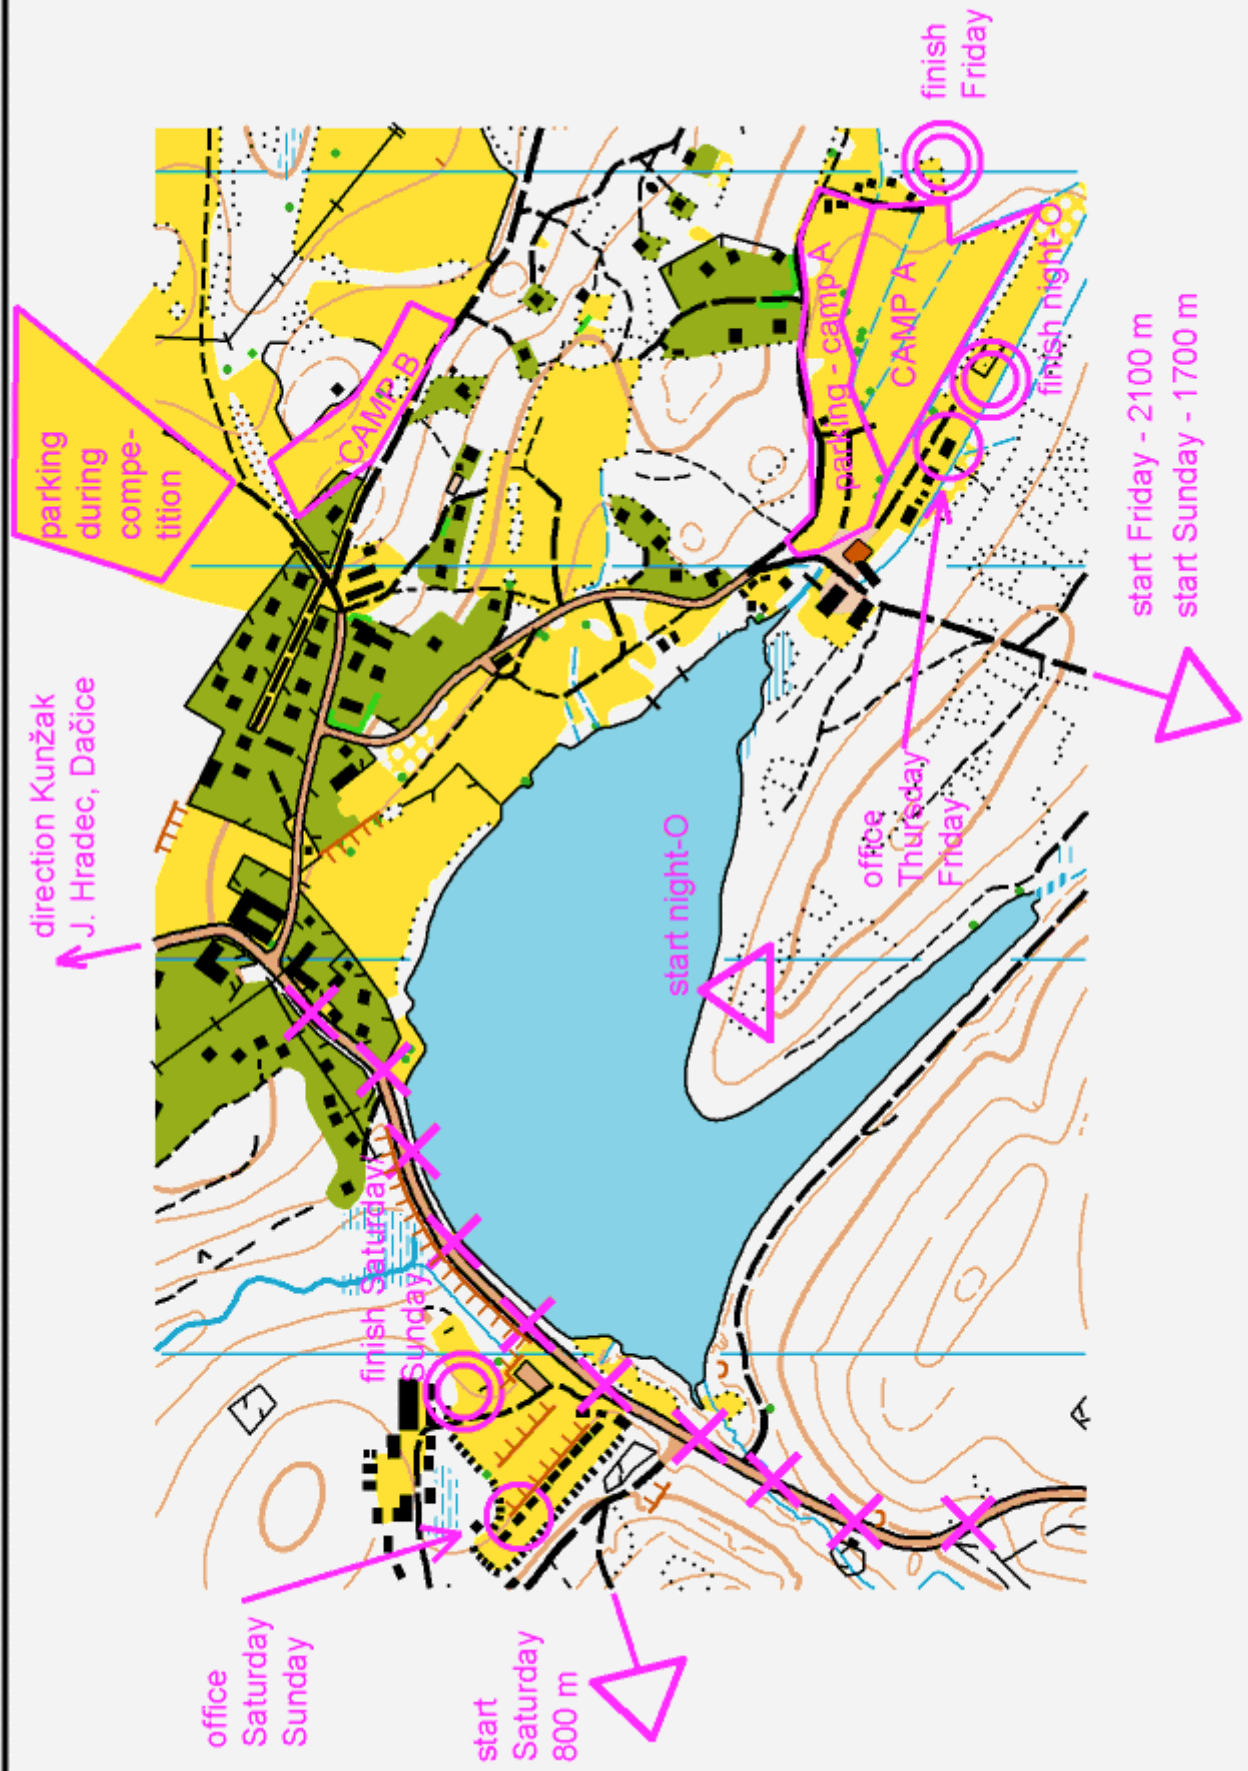 parking
during
compe-
tition
direction Kunžak
J. Hradec, Dačice
CAMP B
parking - camp A
CAMP A
finish
Friday
finish night-O
start Friday - 2100 m
start Sunday - 1700 m
office
Thursday
Friday
start night-O
finish Saturday
Sunday
office
Saturday
Sunday
start
Saturday
800 m